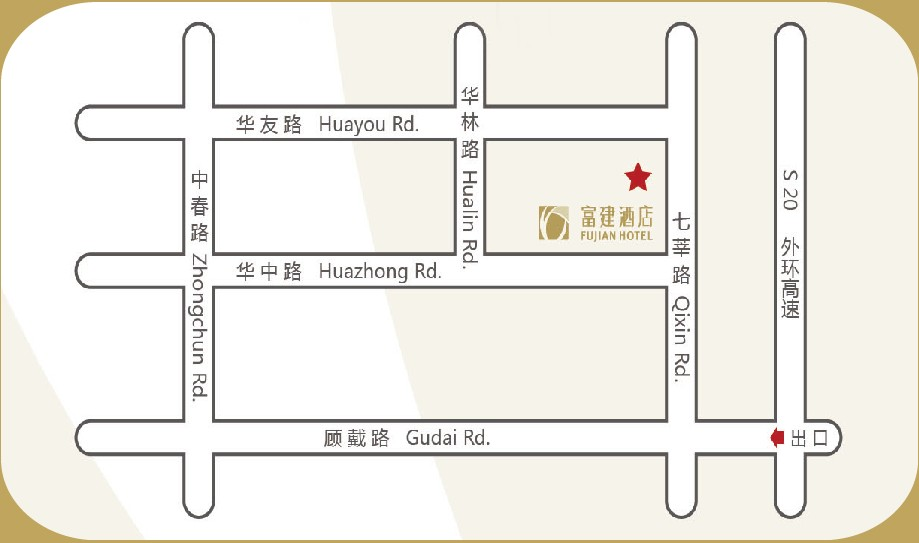 华友路 Huayou Rd.
华林路 Hualin Rd.
中春路 Zhongchun Rd.
富建酒店
FUJIAN HOTEL
七莘路 Qixin Rd.
S 20 外环高速
华中路 Huazhong Rd.
顾戴路 Gudai Rd.
出口